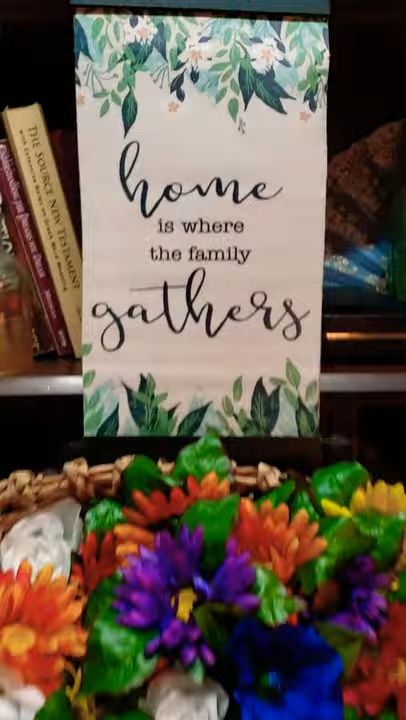 home
is where
the family
gathers
THE SOURCE NEW TESTAMENT